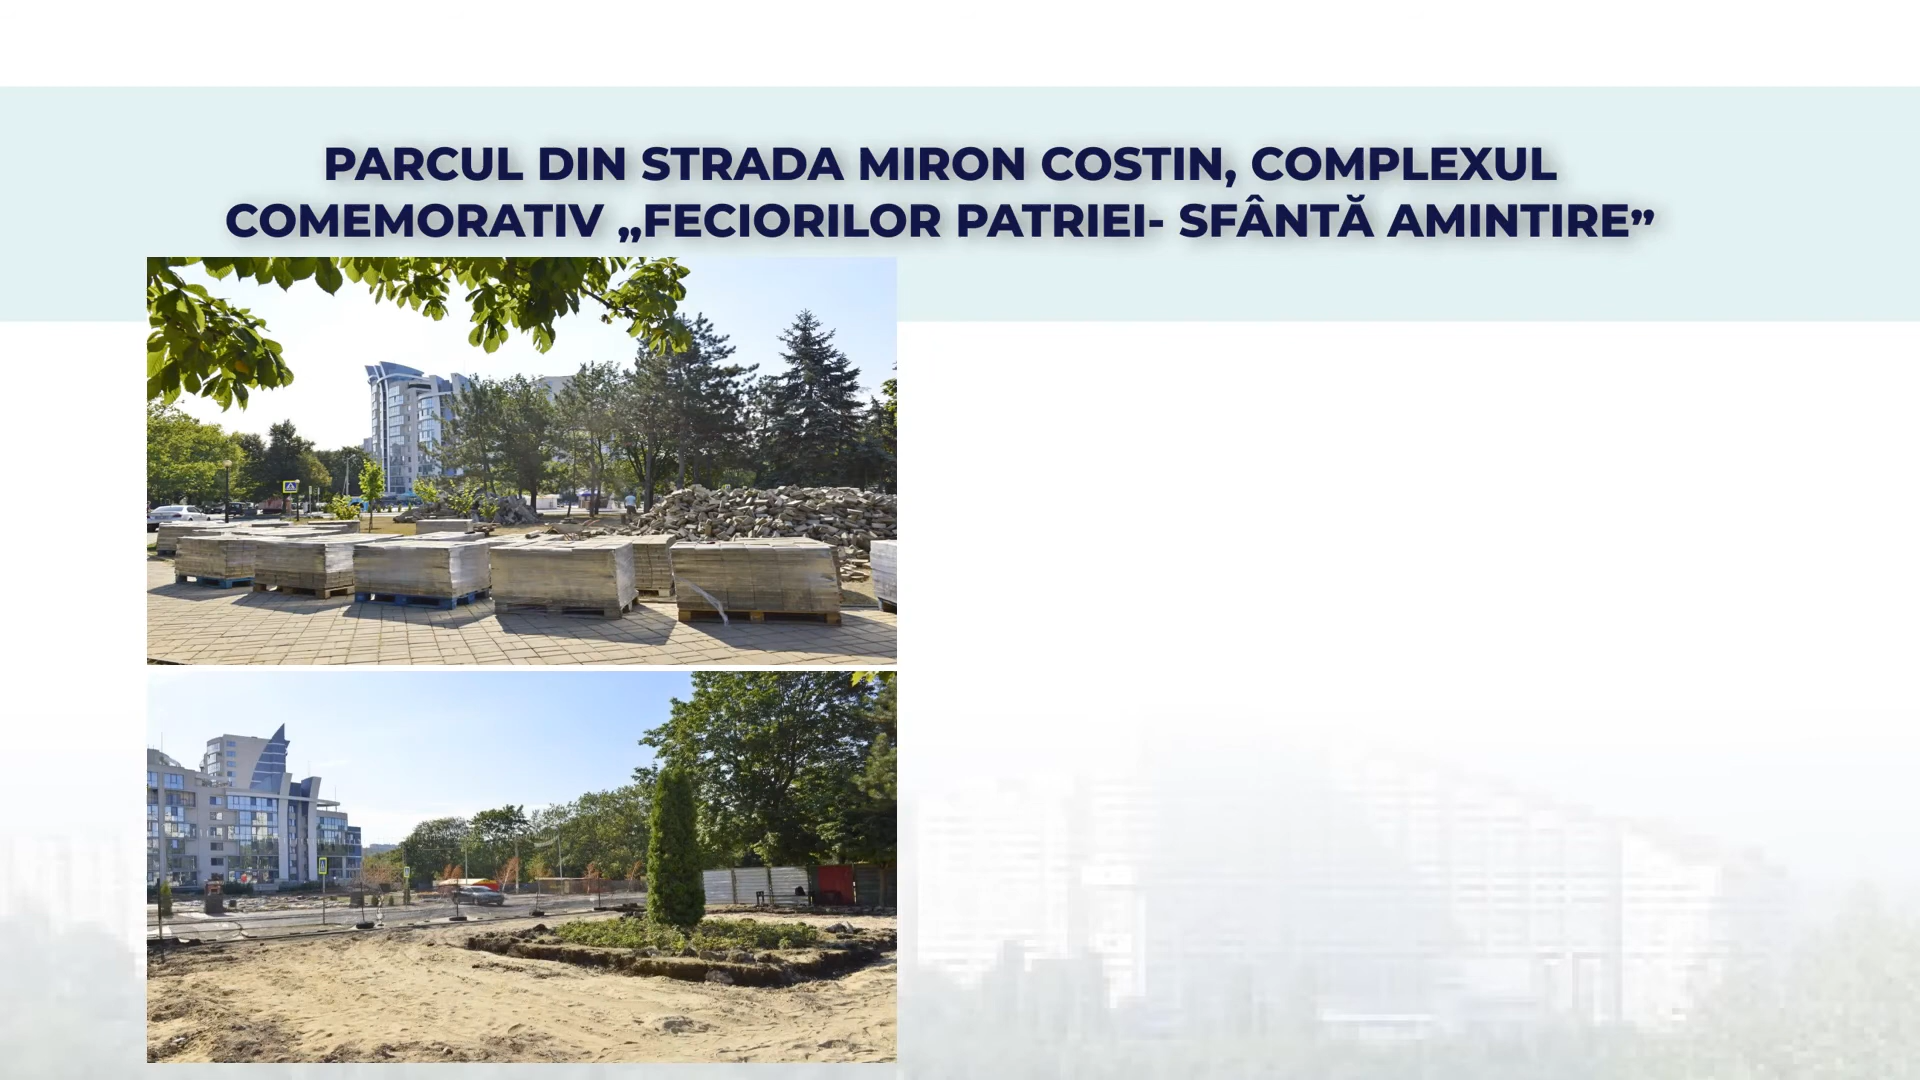 PARCUL DIN STRADA MIRON COSTIN, COMPLEXUL
COMEMORATIV „FECIORILOR PATRIEI- SFÂNTĂ AMINTIRE”